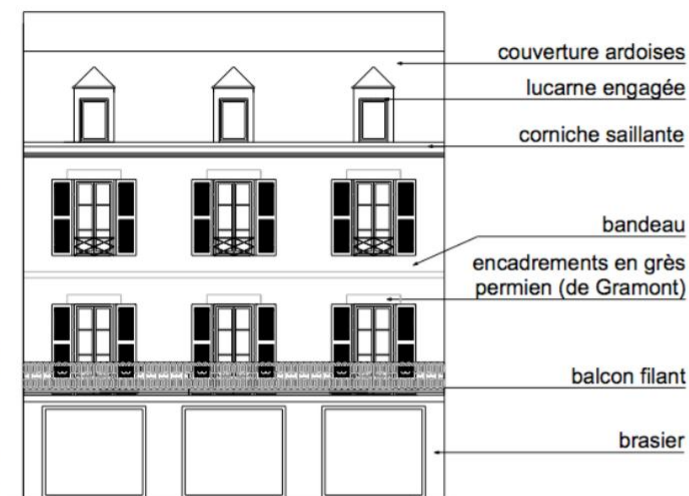 couverture ardoises
lucarne engagée
corniche saillante
bandeau
encadrements en grès
permien (de Gramont)
balcon filant
brasier